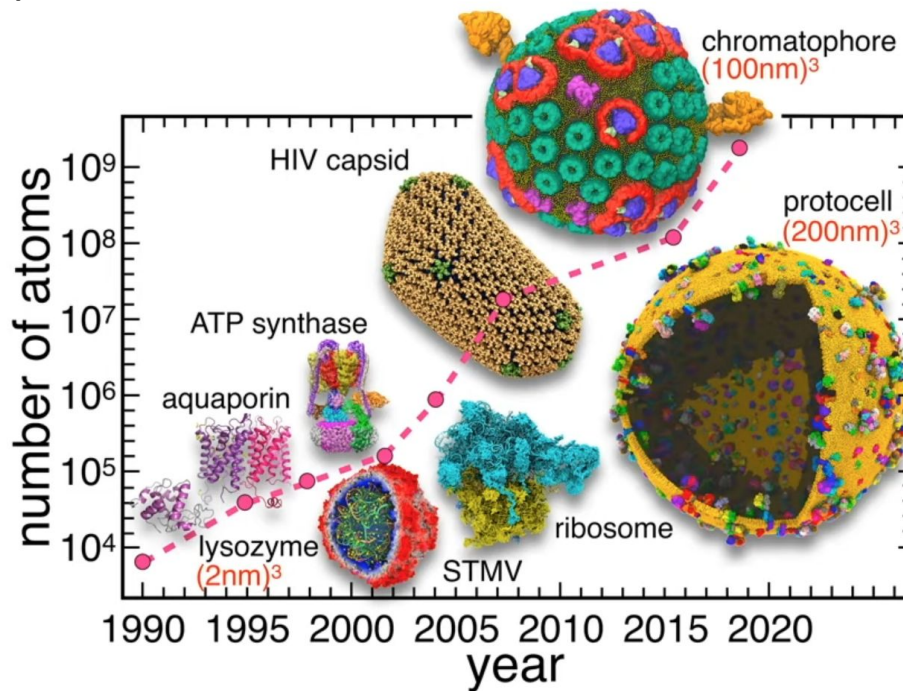 chromatophore
(100nm)³
HIV capsid
protocell
(200nm)³
ATP synthase
aquaporin
lysozyme
(2nm)³
STMV
ribosome
number of atoms
10⁹
10⁸
10⁷
10⁶
10⁵
10⁴
1990 1995 2000 2005 2010 2015 2020
year